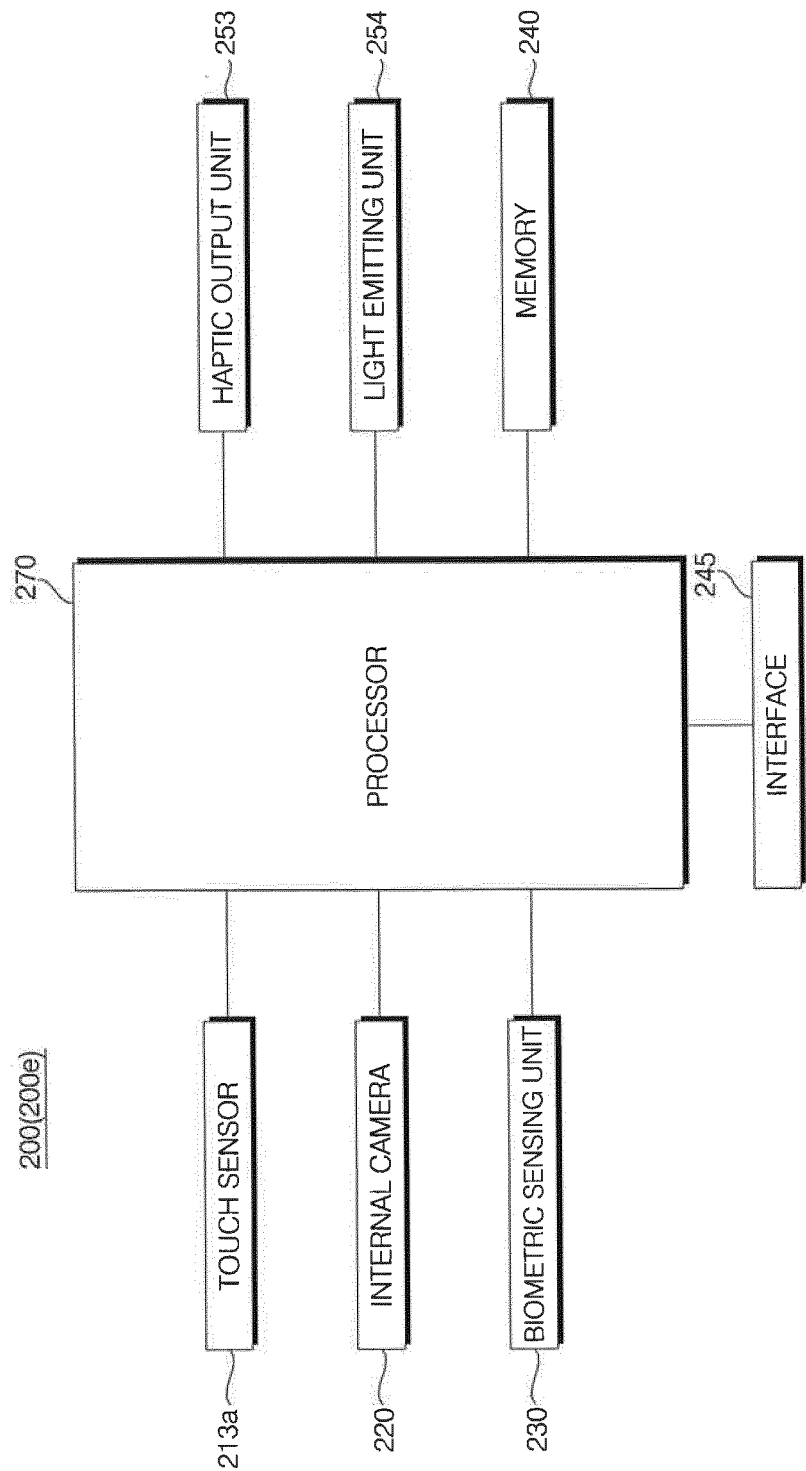 200(200e)
270
213a
TOUCH SENSOR
HAPTIC OUTPUT UNIT
253
220
INTERNAL CAMERA
PROCESSOR
LIGHT EMITTING UNIT
254
230
BIOMETRIC SENSING UNIT
MEMORY
240
245
INTERFACE